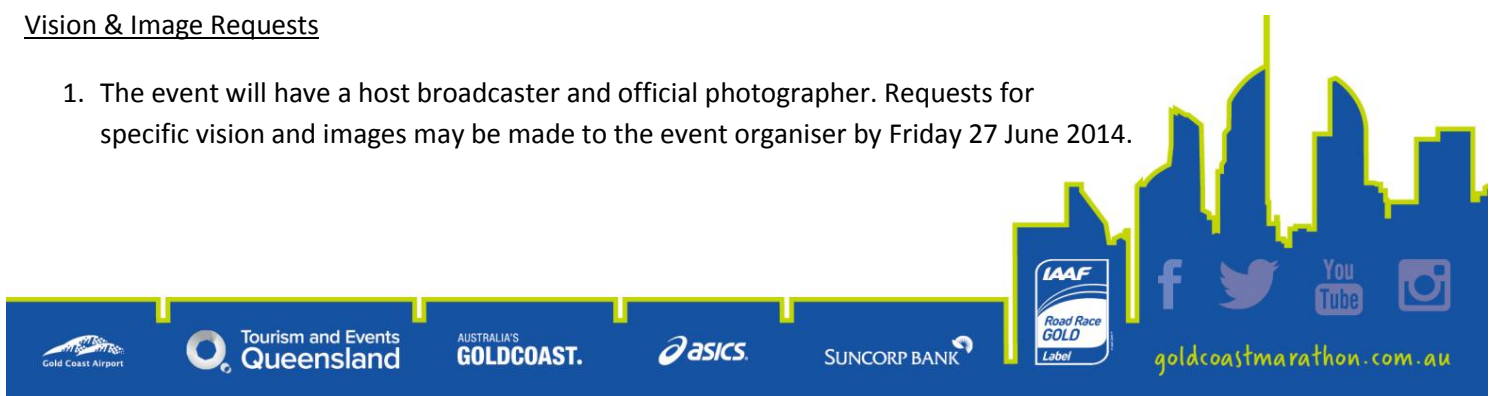 Vision & Image Requests
1. The event will have a host broadcaster and official photographer. Requests for
specific vision and images may be made to the event organiser by Friday 27 June 2014.
Gold Coast Airport
Tourism and Events
Queensland
AUSTRALIA'S
GOLDCOAST.
asics.
SUNCORP BANK
IAAF
Road Race
GOLD
Label
f
You
Tube
goldcoastmarathon.com.au